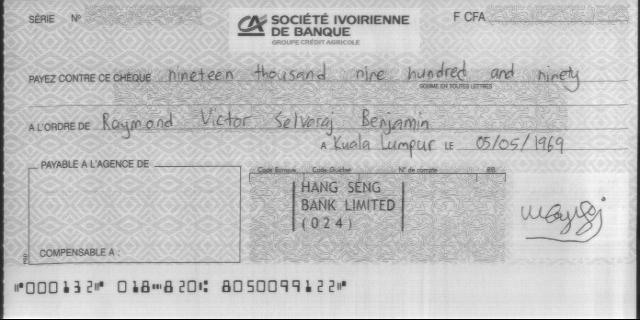 SÉRIE N° F CFA
CA SOCIÉTÉ IVOIRIENNE
DE BANQUE
GROUPE CRÉDIT AGRICOLE
PAYEZ CONTRE CE CHÈQUE nineteen thousand nine hundred and ninety
SOMME EN TOUTES LETTRES
A L'ORDRE DE Raymond Victor Selvaraj Benjamin
A Kuala Lumpur LE 05/05/1969
PAYABLE A L'AGENCE DE
Code Banque Code Guichet N° de compte RB
HANG SENG
BANK LIMITED
(024)
COMPENSABLE A :
⑈000132⑈ 018⑉820⑆ 8050099122⑈